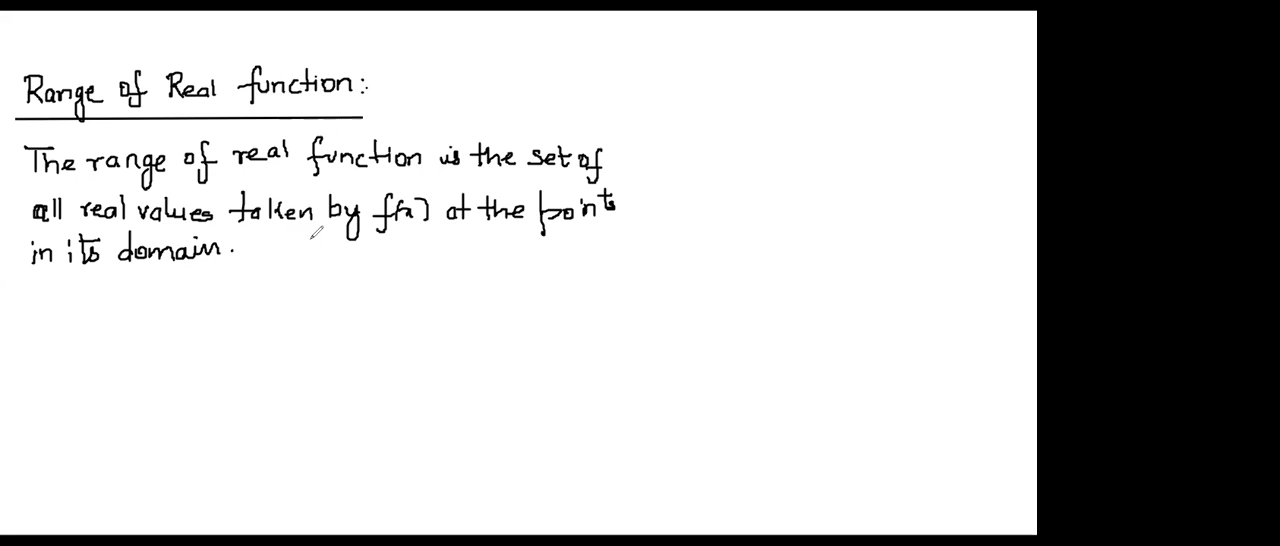 Range of Real function:
The range of real function is the set of
all real values taken by f(x) at the points
in its domain.